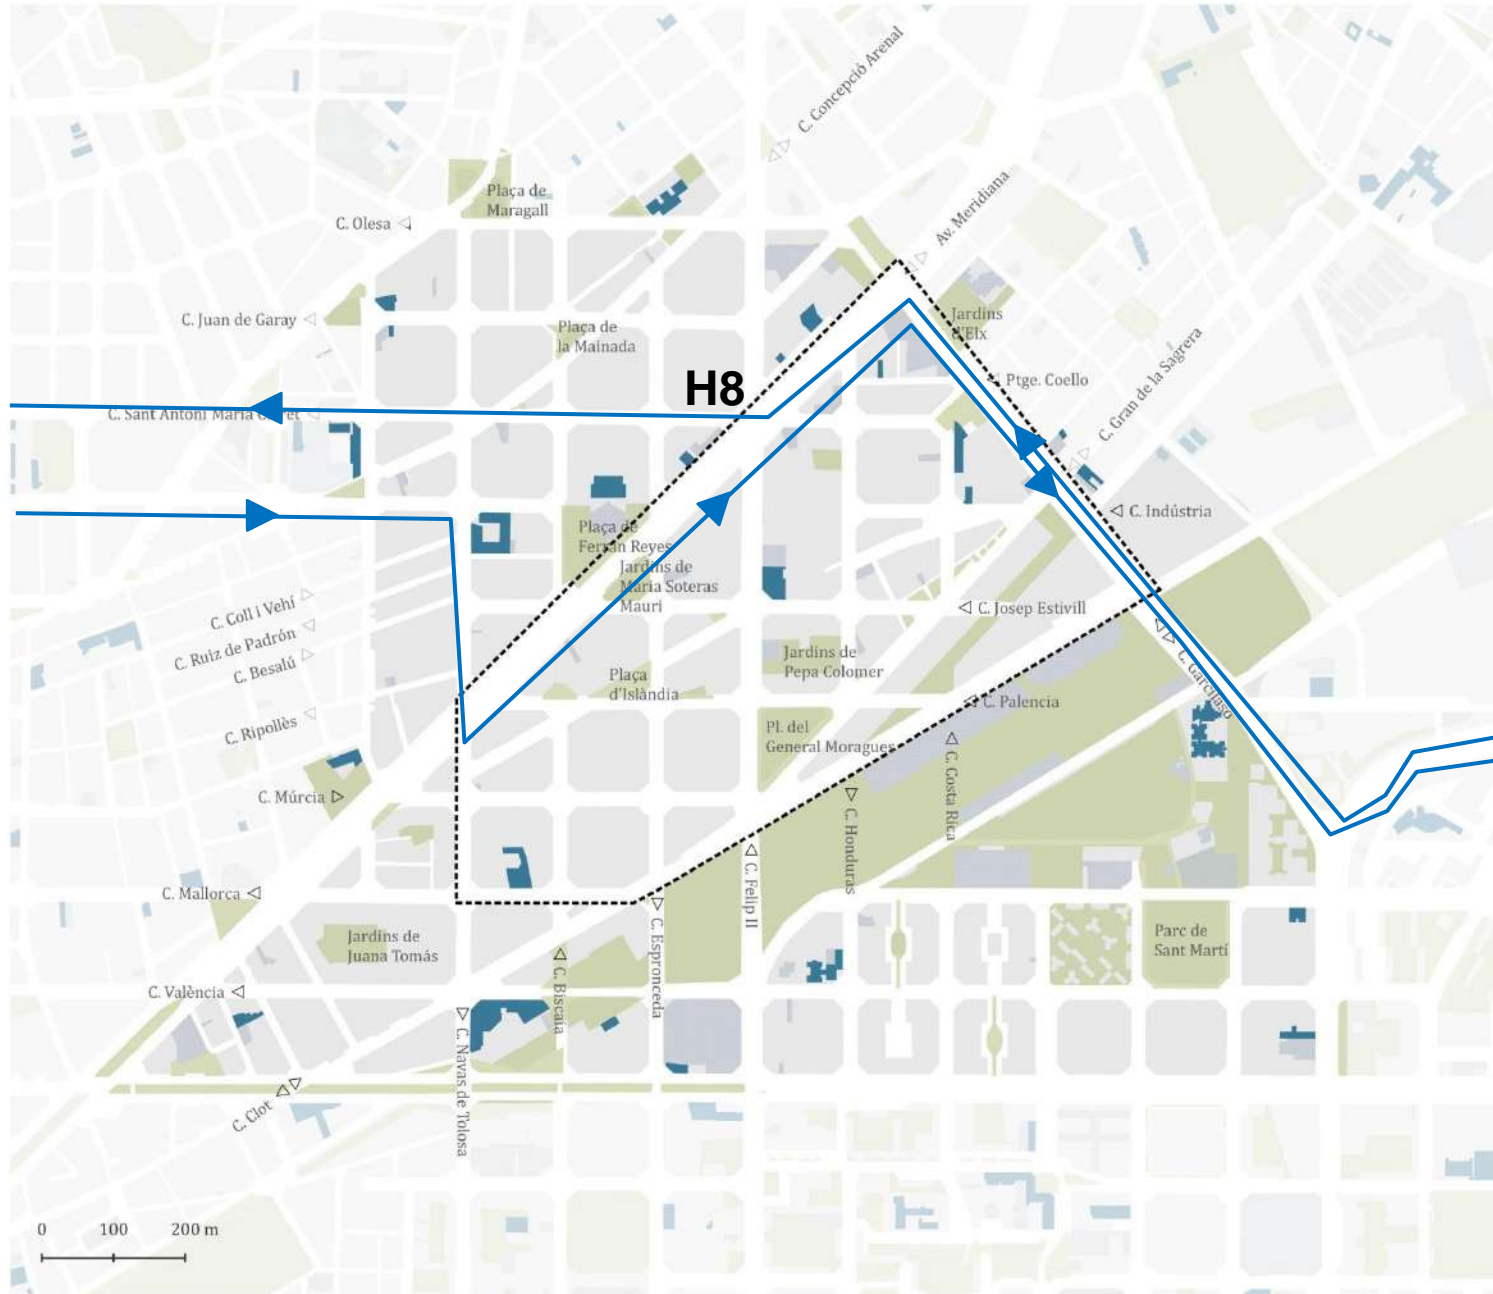 C. Concepció Arenal
Plaça de
Maragall
Av. Meridiana
C. Olesa
C. Juan de Garay
Plaça de
la Mainada
Jardins
d'Elx
C. Gran de la Sagrera
Ptge. Coello
H8
C. Sant Antoni Maria Claret
C. Indústria
Plaça de
Ferran Reyes
Jardins de
Maria Soteras
Mauri
C. Coll i Vehí
C. Ruiz de Padrón
C. Besalú
C. Josep Estivill
Jardins de
Pepa Colomer
C. Garcilaso
Plaça
d'Islàndia
C. Palencia
C. Ripollès
Pl. del
General Moragues
C. Múrcia
C. Costa Rica
C. Honduras
C. Mallorca
C. Felip II
C. Espronceda
Jardins de
Juana Tomás
Parc de
Sant Martí
C. Biscaia
C. València
C. Navas de Tolosa
C. Clot
0 100 200 m